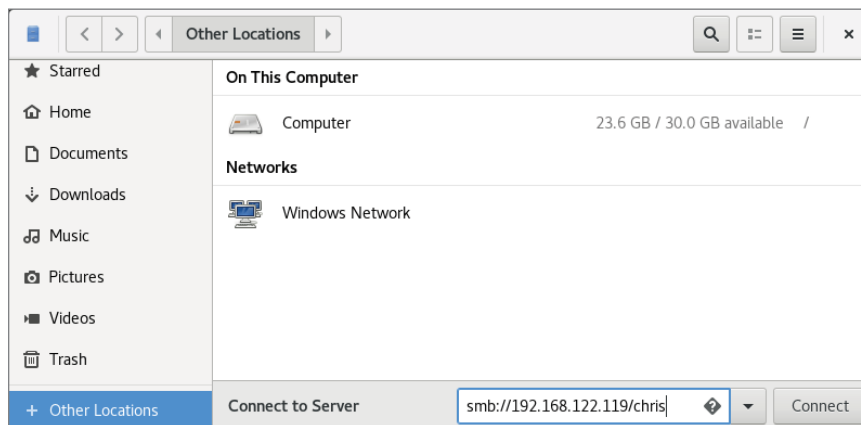 Other Locations
Starred
Home
Documents
Downloads
Music
Pictures
Videos
Trash
+ Other Locations
On This Computer
Computer 23.6 GB / 30.0 GB available /
Networks
Windows Network
Connect to Server smb://192.168.122.119/chris Connect